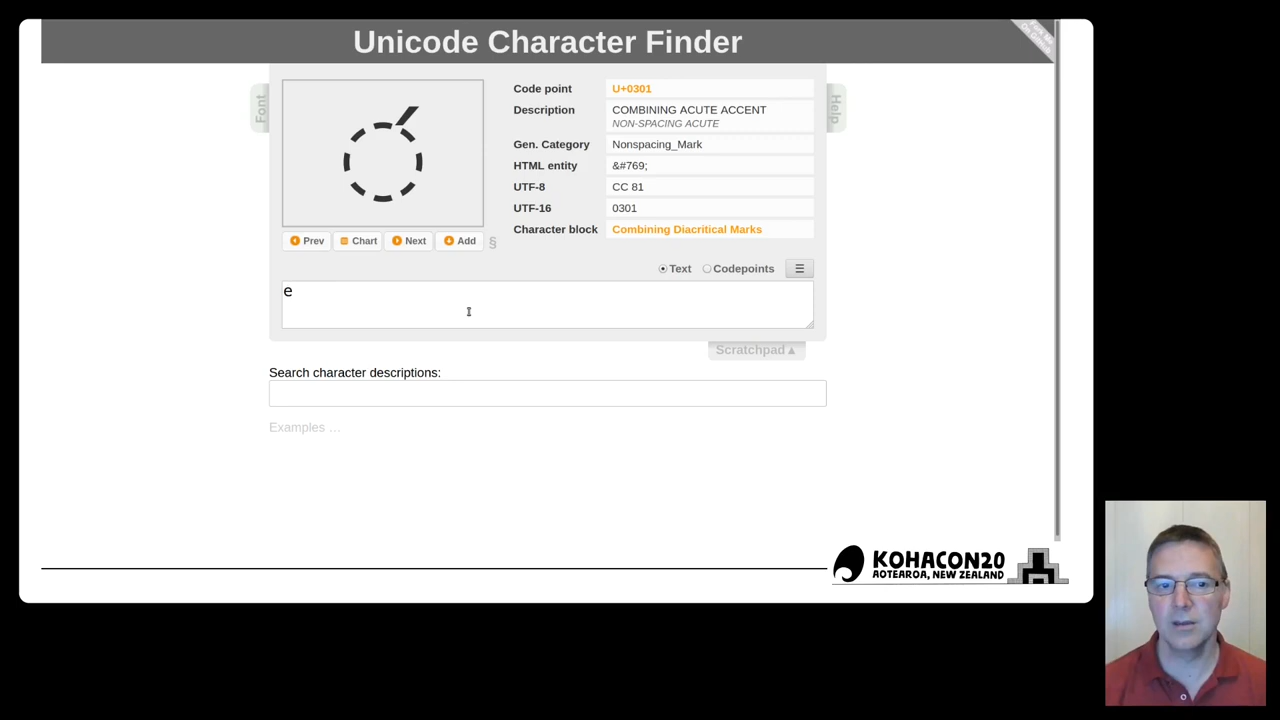 Unicode Character Finder
Font
Help
Code point U+0301
Description COMBINING ACUTE ACCENT
NON-SPACING ACUTE
Gen. Category Nonspacing_Mark
HTML entity &#769;
UTF-8 CC 81
UTF-16 0301
Character block Combining Diacritical Marks
Prev Chart Next Add §
Text Codepoints ☰
e
Scratchpad▲
Search character descriptions:
Examples ...
KOHACON20
AOTEAROA, NEW ZEALAND